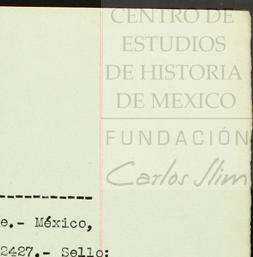 CENTRO DE
ESTUDIOS
DE HISTORIA
DE MEXICO
FUNDACIÓN
Carlos Slim
----------
e.- México,
2427.- Sello: